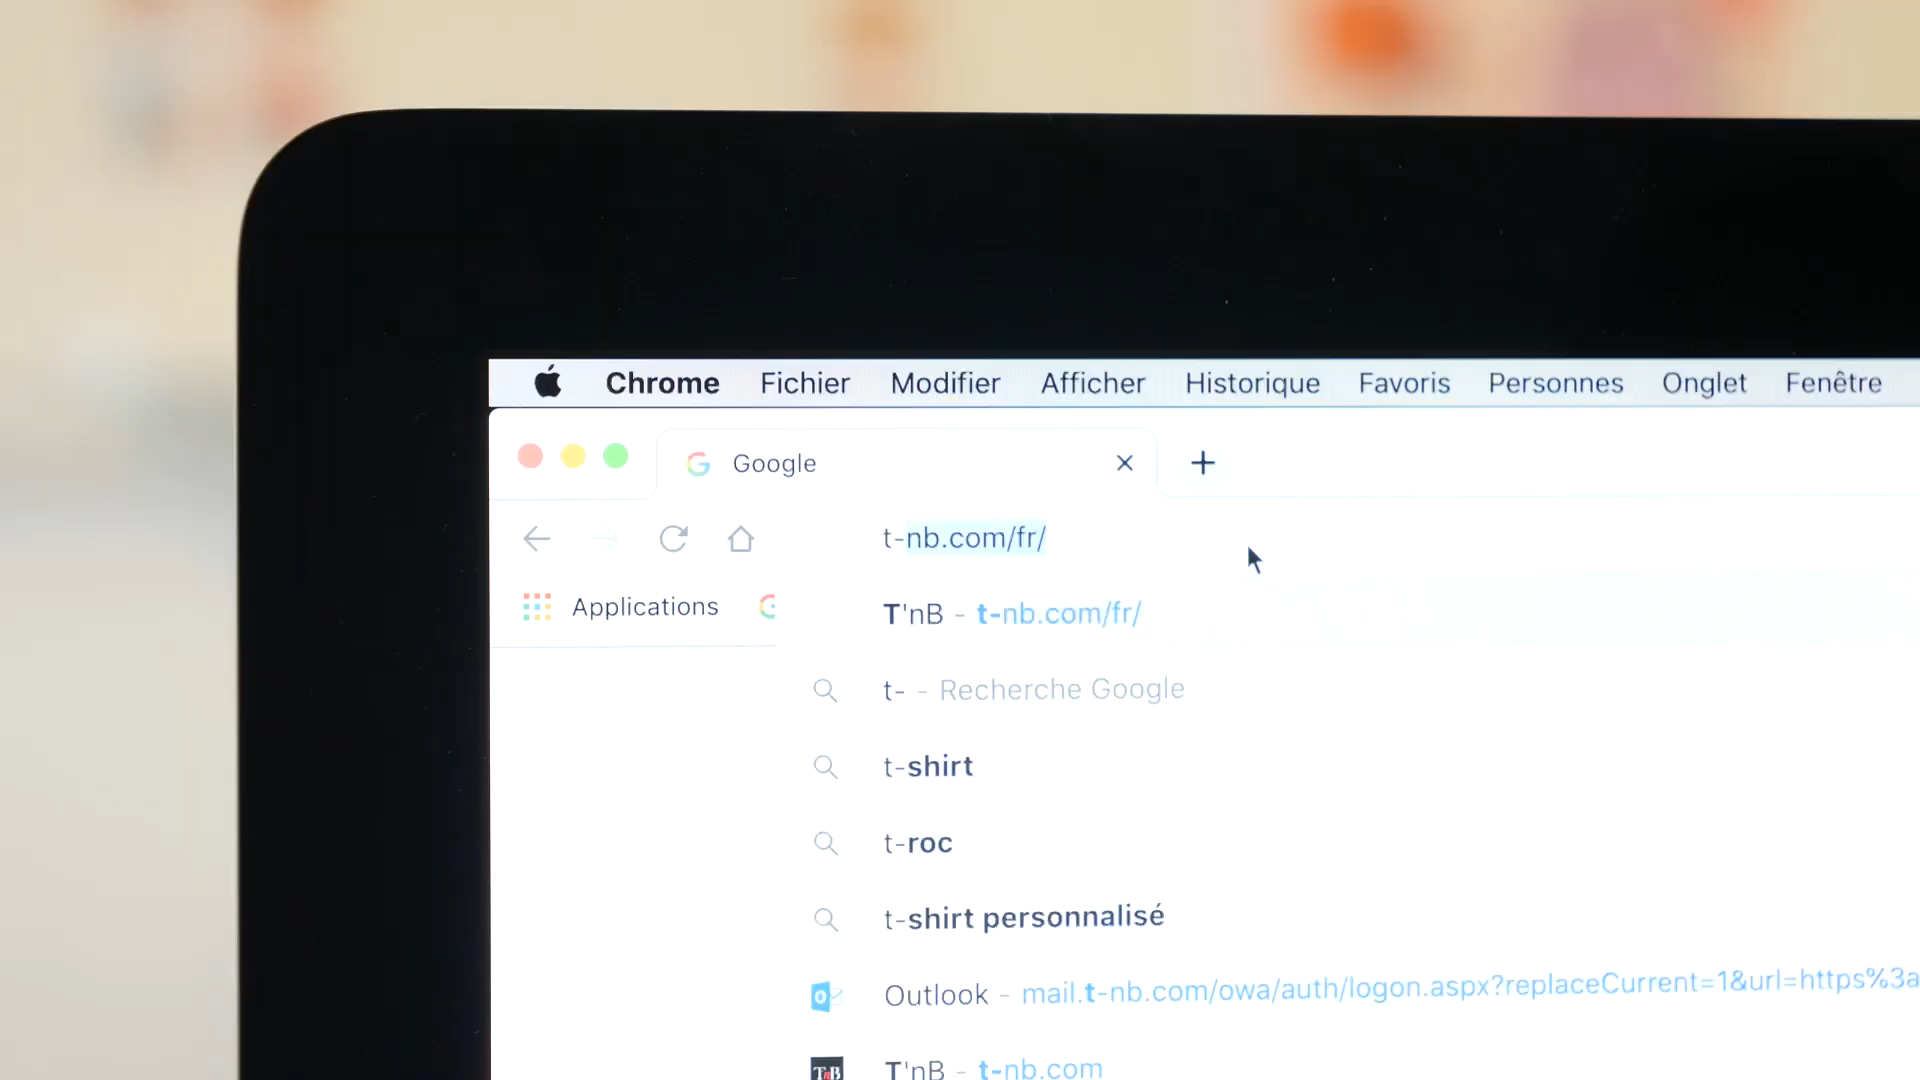 Chrome Fichier Modifier Afficher Historique Favoris Personnes Onglet Fenêtre
Google
t-nb.com/fr/
Applications
T'nB - t-nb.com/fr/
t- - Recherche Google
t-shirt
t-roc
t-shirt personnalisé
Outlook - mail.t-nb.com/owa/auth/logon.aspx?replaceCurrent=1&url=https%3a
TnB T'nB - t-nb.com